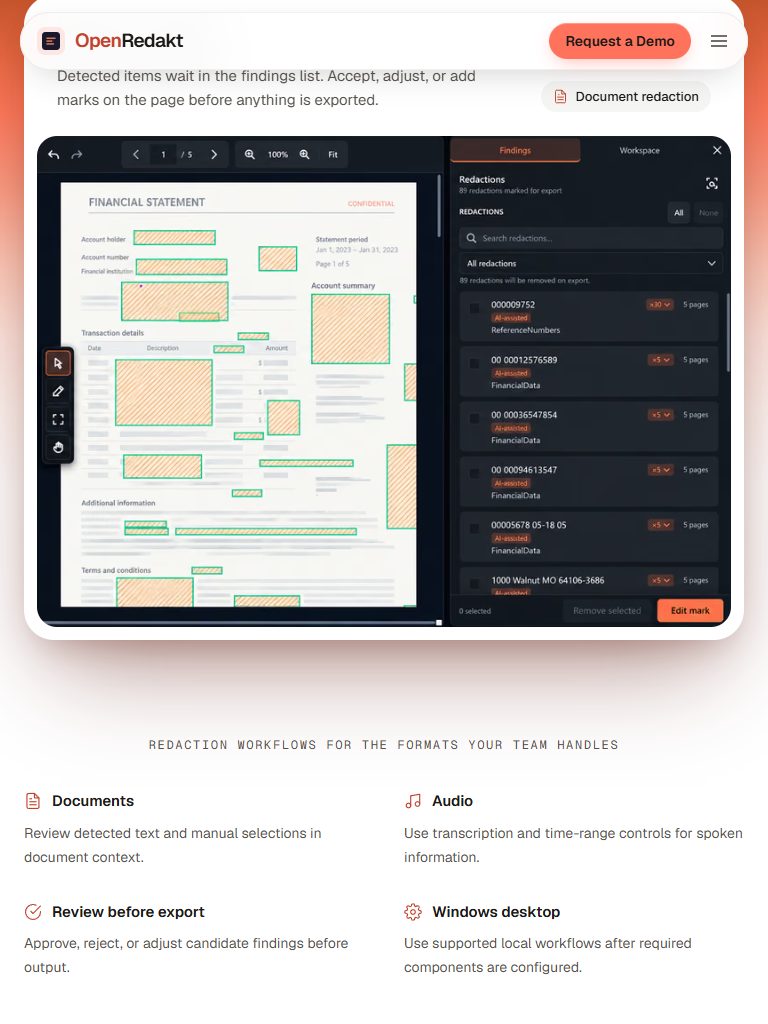 OpenRedakt
Request a Demo
Detected items wait in the findings list. Accept, adjust, or add
marks on the page before anything is exported.
Document redaction
1 / 5
100%
Fit
Findings
Workspace
FINANCIAL STATEMENT
CONFIDENTIAL
Account holder
Account number
Financial institution
Statement period
Jan 1, 2023 – Jan 31, 2023
Page 1 of 5
Account summary
Transaction details
Date
Description
Amount
$
$
Additional information
Terms and conditions
Redactions
89 redactions marked for export
REDACTIONS
All
None
Search redactions...
All redactions
89 redactions will be removed on export.
000009752
×30
5 pages
AI-assisted
ReferenceNumbers
00 00012576589
×5
5 pages
AI-assisted
FinancialData
00 00036547854
×5
5 pages
AI-assisted
FinancialData
00 00094613547
×5
5 pages
AI-assisted
FinancialData
00005678 05-18 05
×5
5 pages
AI-assisted
FinancialData
1000 Walnut MO 64106-3686
×5
5 pages
AI-assisted
0 selected
Remove selected
Edit mark
REDACTION WORKFLOWS FOR THE FORMATS YOUR TEAM HANDLES
Documents
Review detected text and manual selections in
document context.
Audio
Use transcription and time-range controls for spoken
information.
Review before export
Approve, reject, or adjust candidate findings before
output.
Windows desktop
Use supported local workflows after required
components are configured.